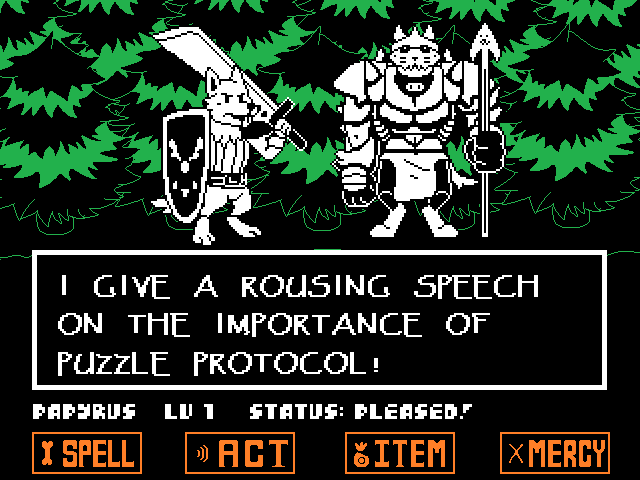 I GIVE A ROUSING SPEECH
ON THE IMPORTANCE OF
PUZZLE PROTOCOL!
PAPYRUS LV 1 STATUS: PLEASED!
SPELL ACT ITEM MERCY